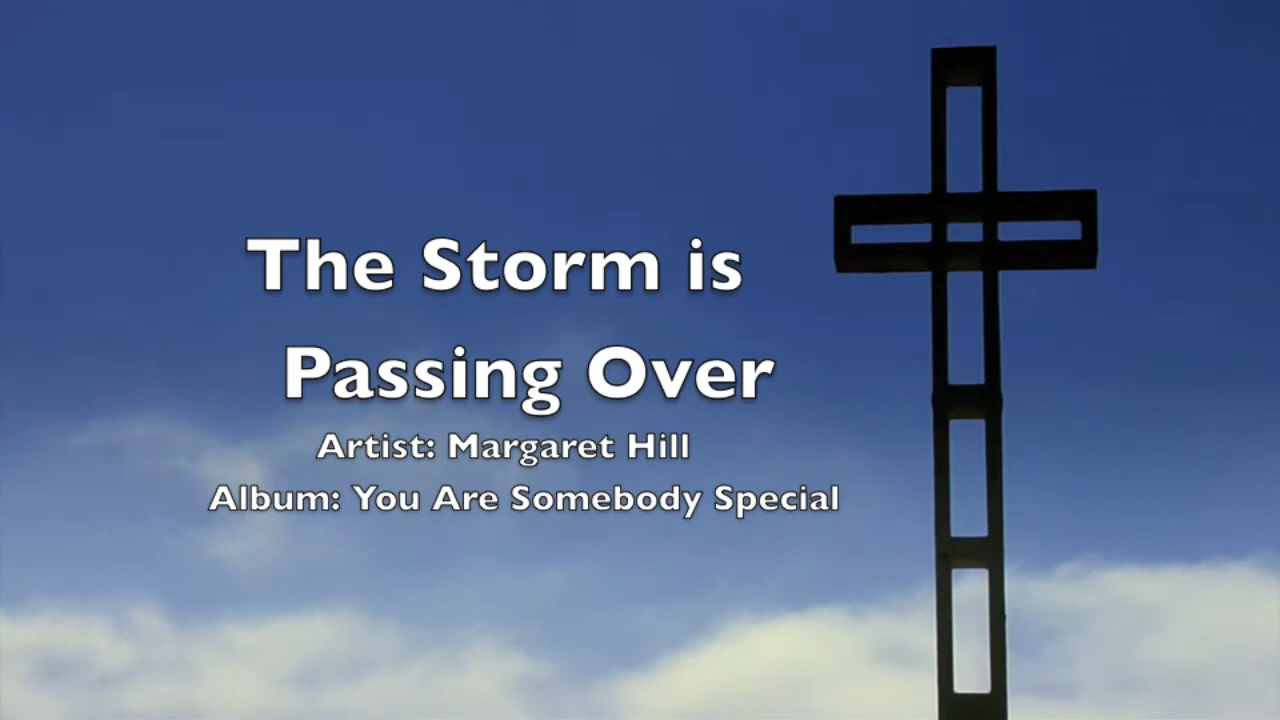 The Storm is
Passing Over
Artist: Margaret Hill
Album: You Are Somebody Special